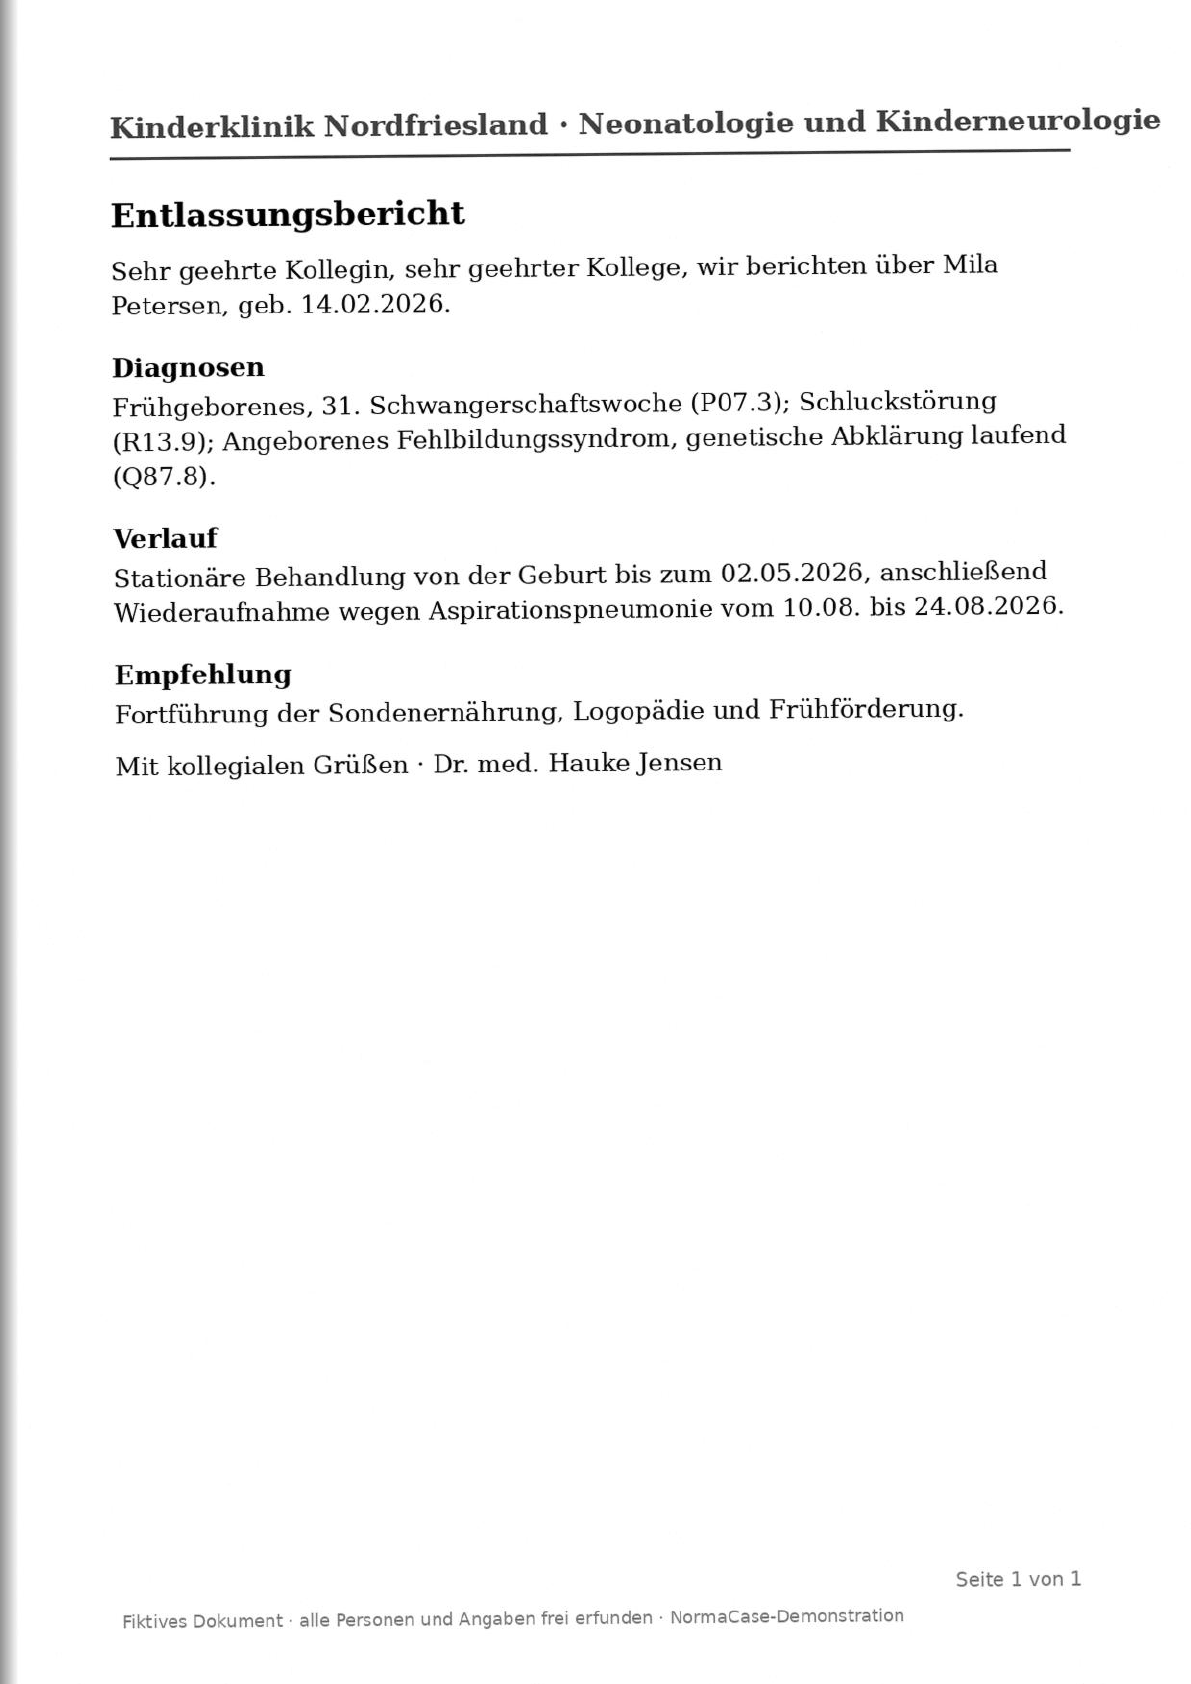 Kinderklinik Nordfriesland · Neonatologie und Kinderneurologie
Entlassungsbericht
Sehr geehrte Kollegin, sehr geehrter Kollege, wir berichten über Mila
Petersen, geb. 14.02.2026.
Diagnosen
Frühgeborenes, 31. Schwangerschaftswoche (P07.3); Schluckstörung
(R13.9); Angeborenes Fehlbildungssyndrom, genetische Abklärung laufend
(Q87.8).
Verlauf
Stationäre Behandlung von der Geburt bis zum 02.05.2026, anschließend
Wiederaufnahme wegen Aspirationspneumonie vom 10.08. bis 24.08.2026.
Empfehlung
Fortführung der Sondenernährung, Logopädie und Frühförderung.
Mit kollegialen Grüßen · Dr. med. Hauke Jensen
Seite 1 von 1
Fiktives Dokument · alle Personen und Angaben frei erfunden · NormaCase-Demonstration